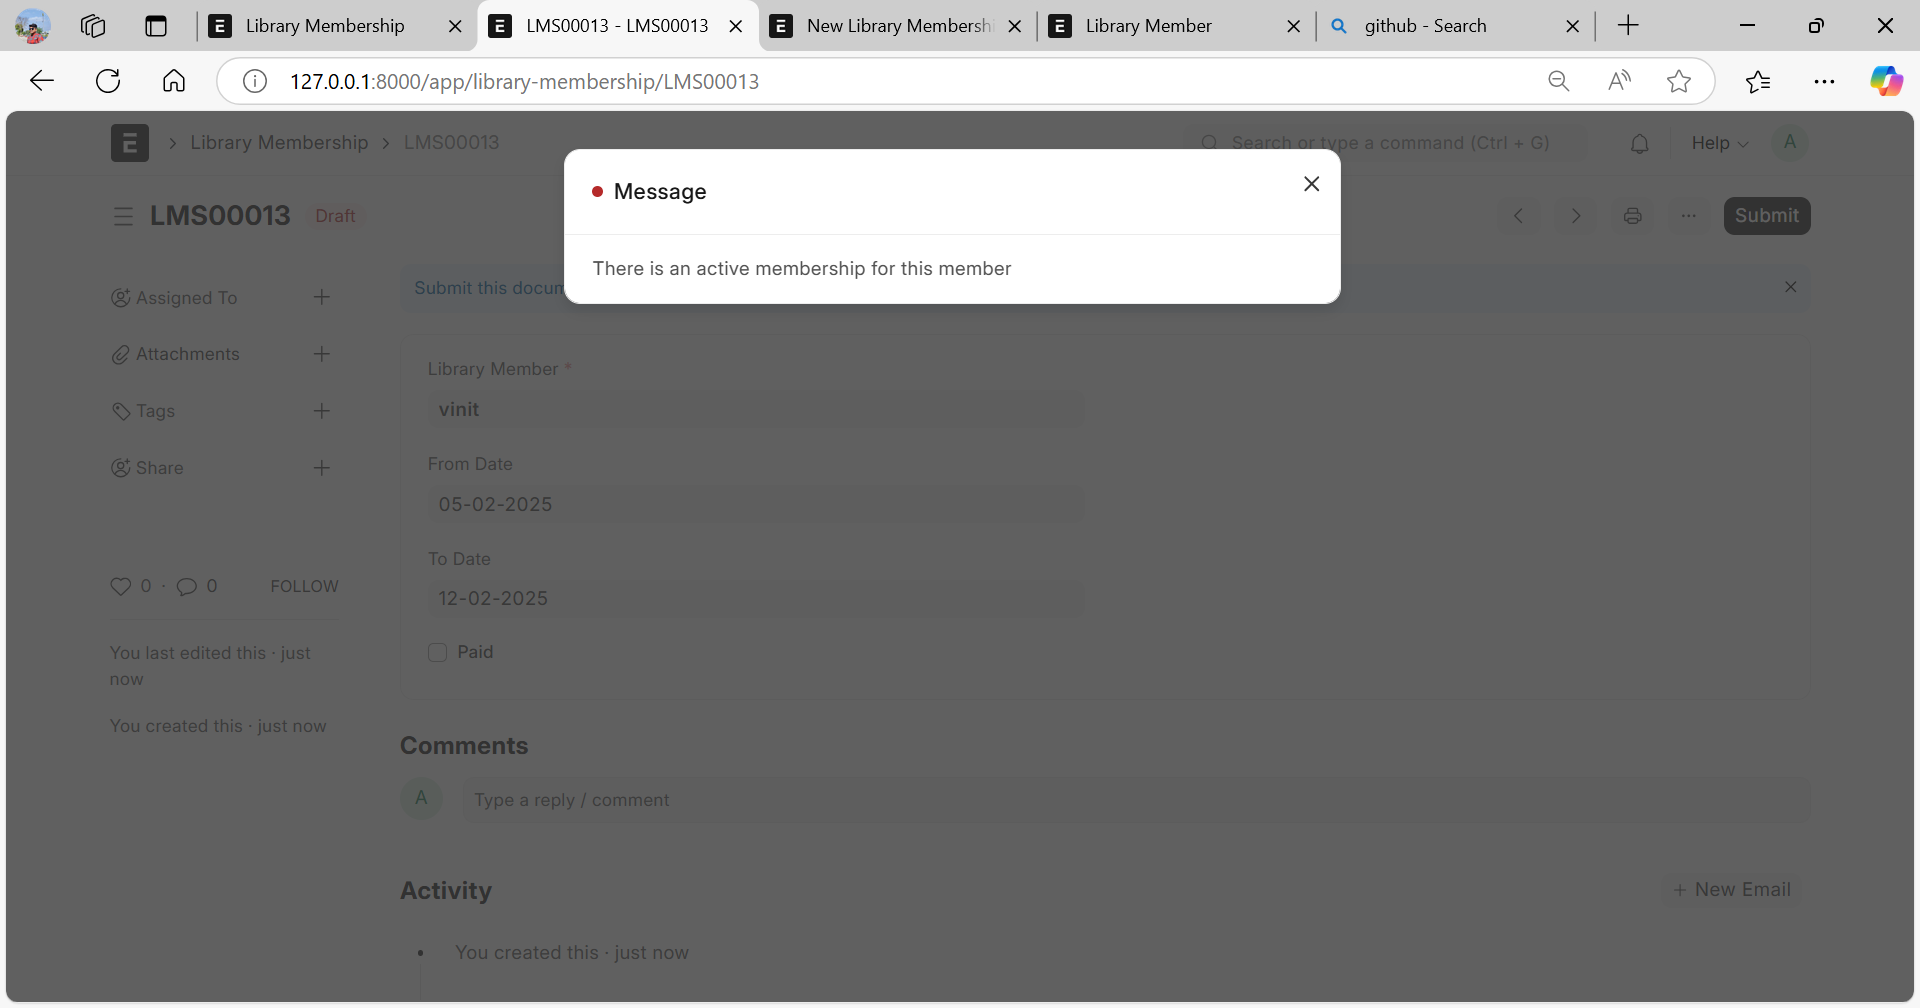 Library Membership
LMS00013 - LMS00013
New Library Membersh
Library Member
github - Search
127.0.0.1:8000/app/library-membership/LMS00013
E > Library Membership > LMS00013
Search or type a command (Ctrl + G)
Help
A
Message
There is an active membership for this member
LMS00013
Draft
Submit
Assigned To
Attachments
Tags
Share
0 · 0
FOLLOW
You last edited this · just
now
You created this · just now
Submit this docum
Library Member *
vinit
From Date
05-02-2025
To Date
12-02-2025
Paid
Comments
A
Type a reply / comment
Activity
+ New Email
You created this · just now